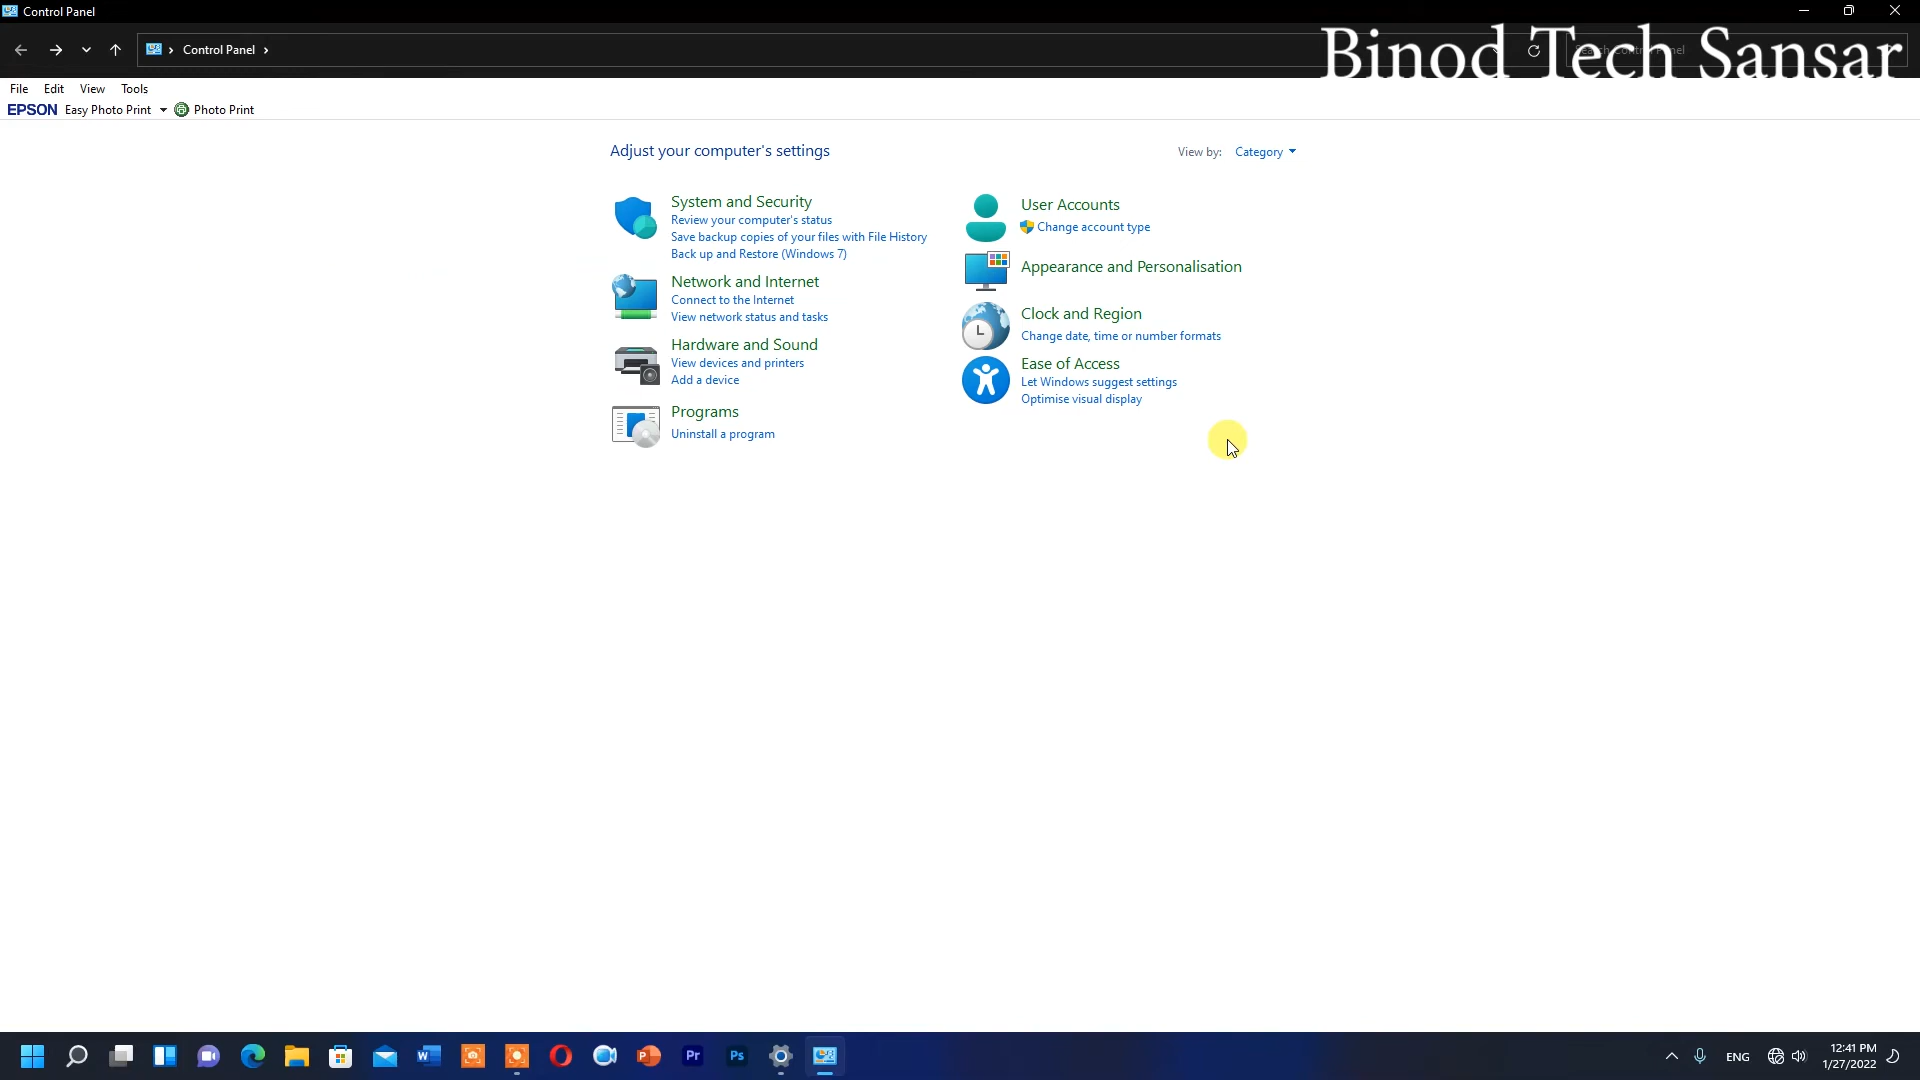 Control Panel
Binod Tech Sansar
Control Panel
File Edit View Tools
EPSON Easy Photo Print Photo Print
Adjust your computer's settings
View by: Category
System and Security
Review your computer's status
Save backup copies of your files with File History
Back up and Restore (Windows 7)
Network and Internet
Connect to the Internet
View network status and tasks
Hardware and Sound
View devices and printers
Add a device
Programs
Uninstall a program
User Accounts
Change account type
Appearance and Personalisation
Clock and Region
Change date, time or number formats
Ease of Access
Let Windows suggest settings
Optimise visual display
W
P
Pr
Ps
ENG
12:41 PM
1/27/2022